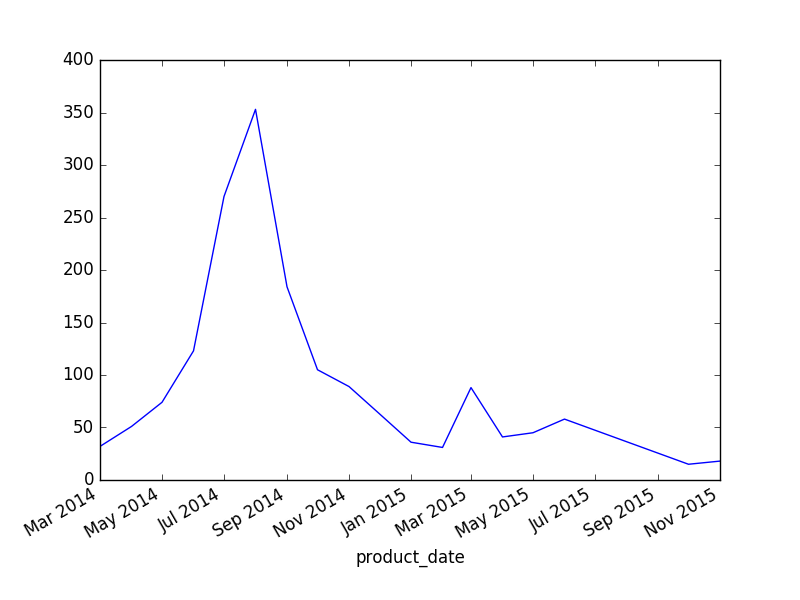 400
350
300
250
200
150
100
50
0
Mar 2014
May 2014
Jul 2014
Sep 2014
Nov 2014
Jan 2015
Mar 2015
May 2015
Jul 2015
Sep 2015
Nov 2015
product_date